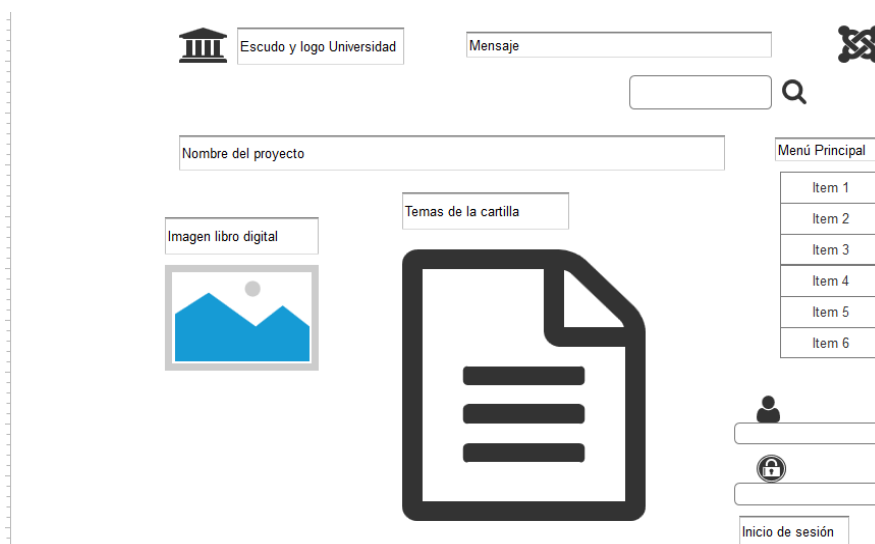 Escudo y logo Universidad
Mensaje
Nombre del proyecto
Menú Principal
Item 1
Item 2
Item 3
Item 4
Item 5
Item 6
Temas de la cartilla
Imagen libro digital
Inicio de sesión